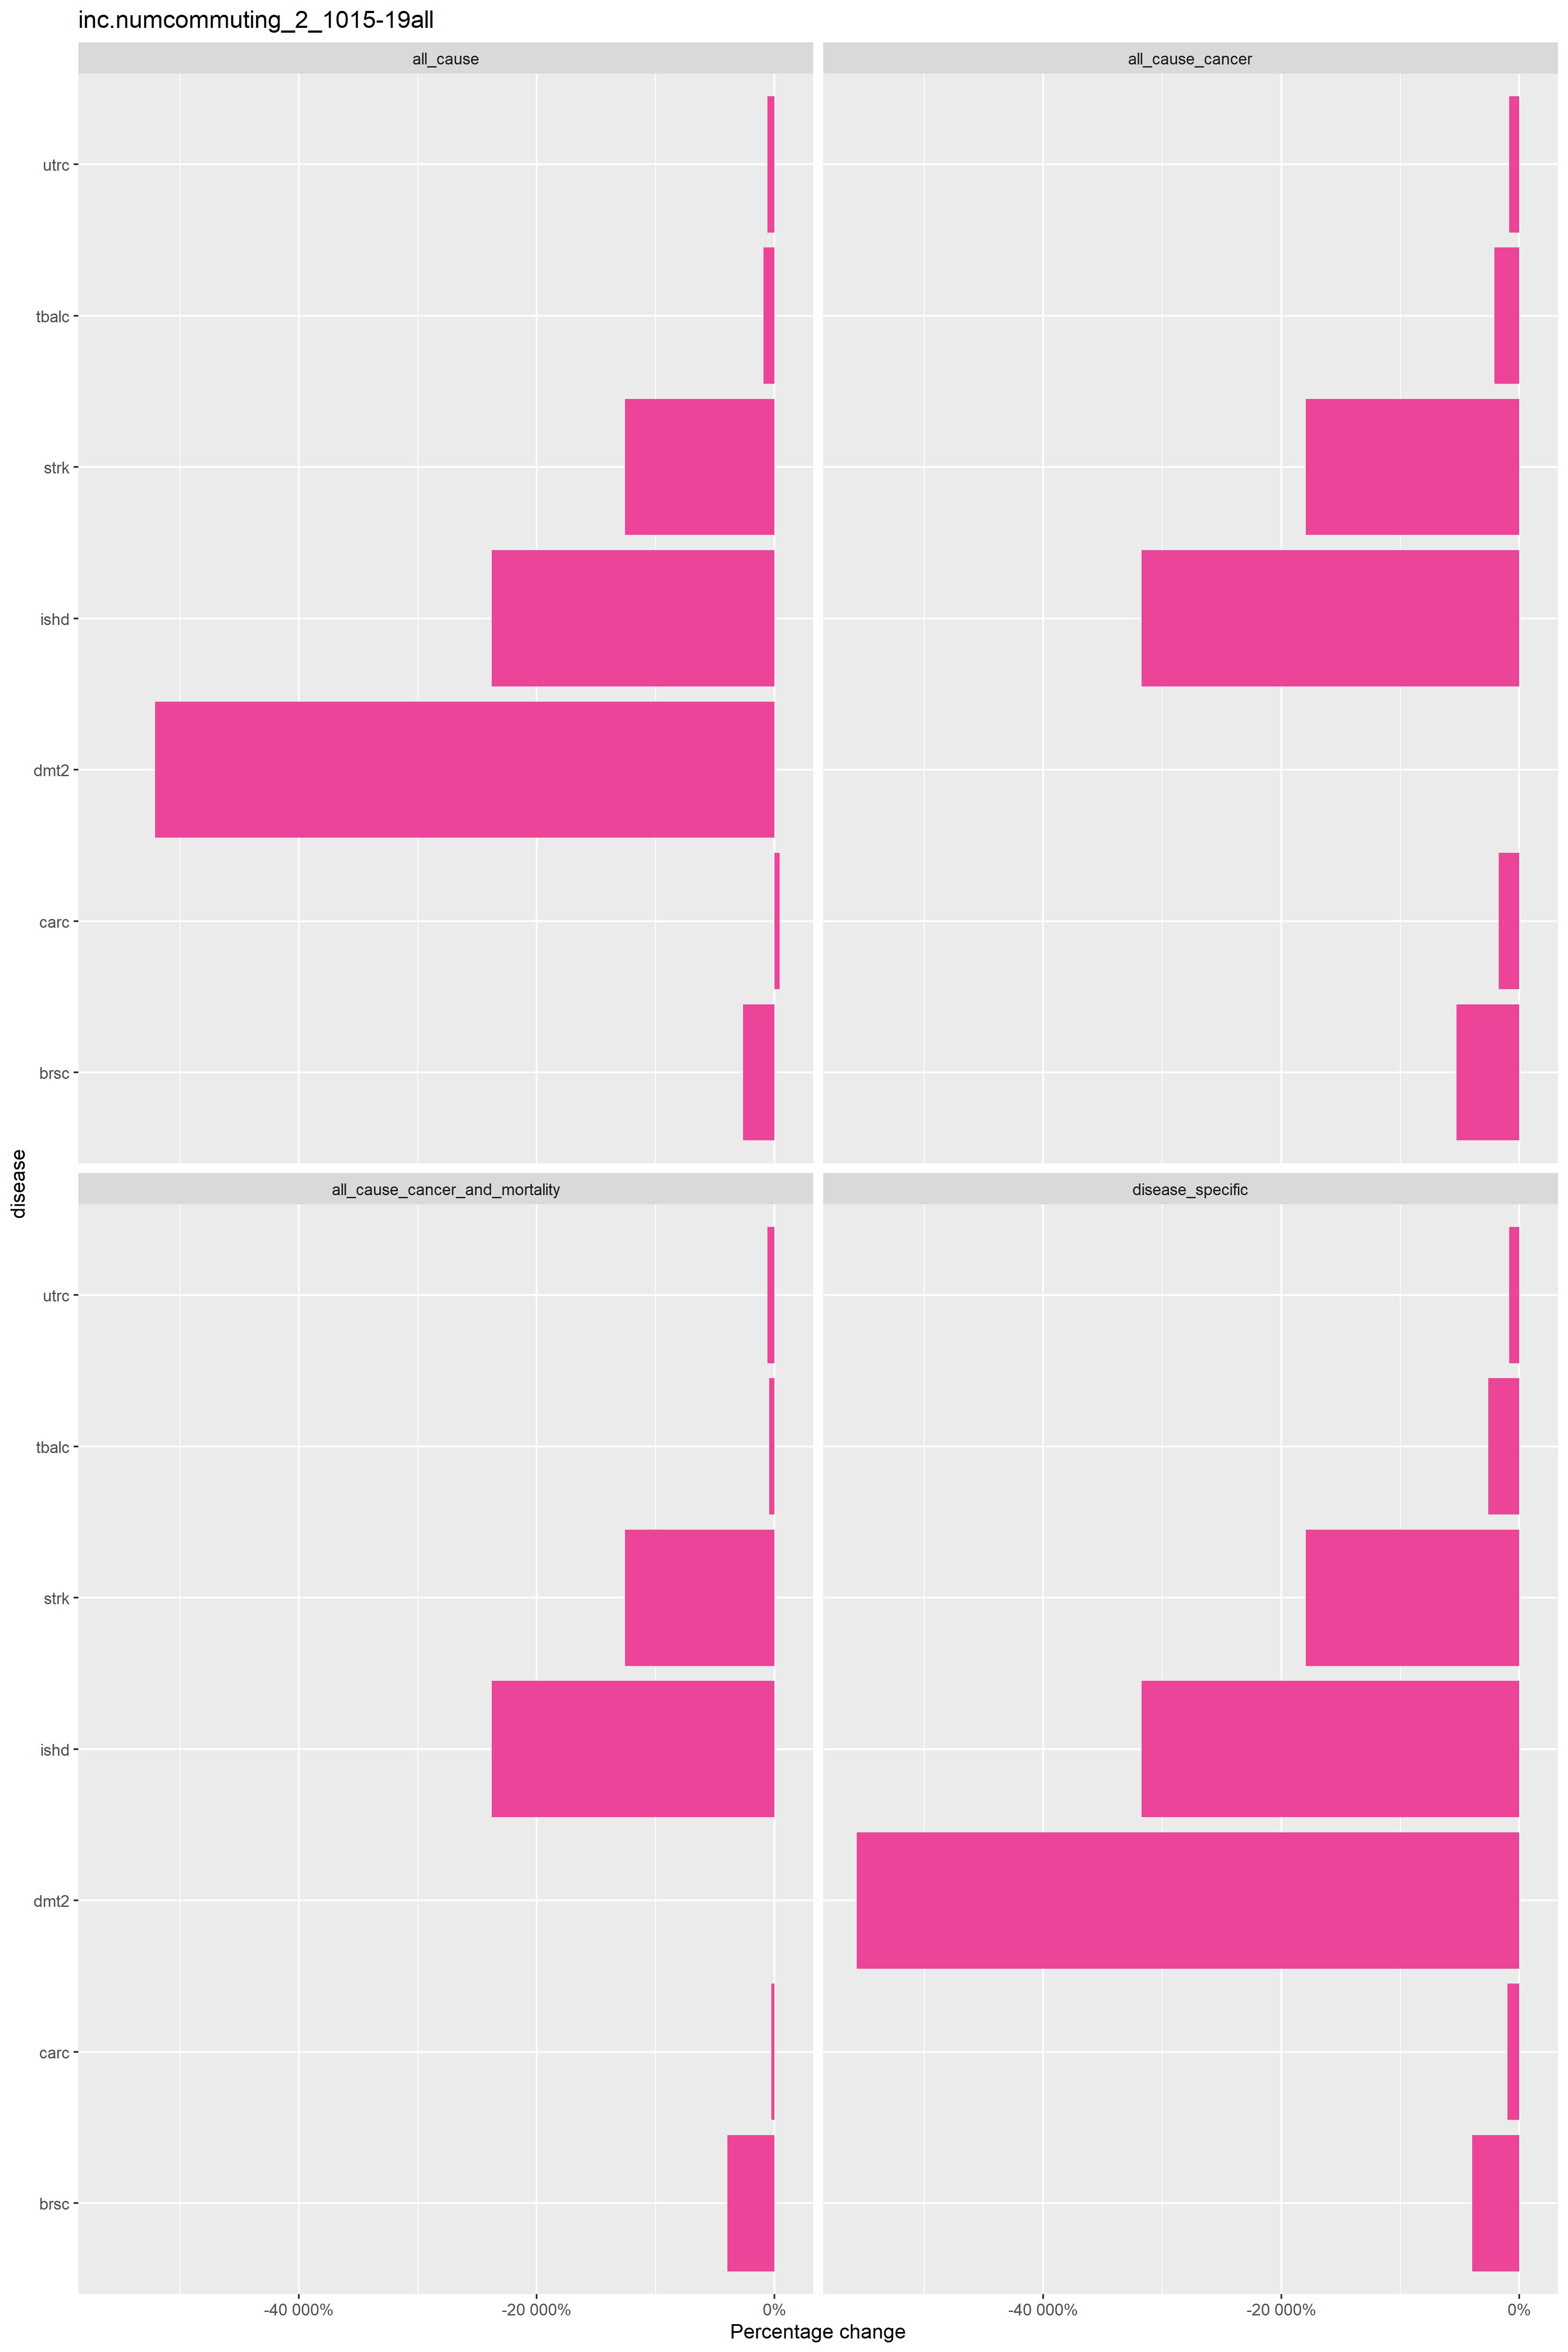 inc.numcommuting_2_1015-19all
all_cause
all_cause_cancer
utrc
tbalc
strk
ishd
dmt2
carc
brsc
disease
all_cause_cancer_and_mortality
disease_specific
utrc
tbalc
strk
ishd
dmt2
carc
brsc
-40 000%
-20 000%
0%
-40 000%
-20 000%
0%
Percentage change